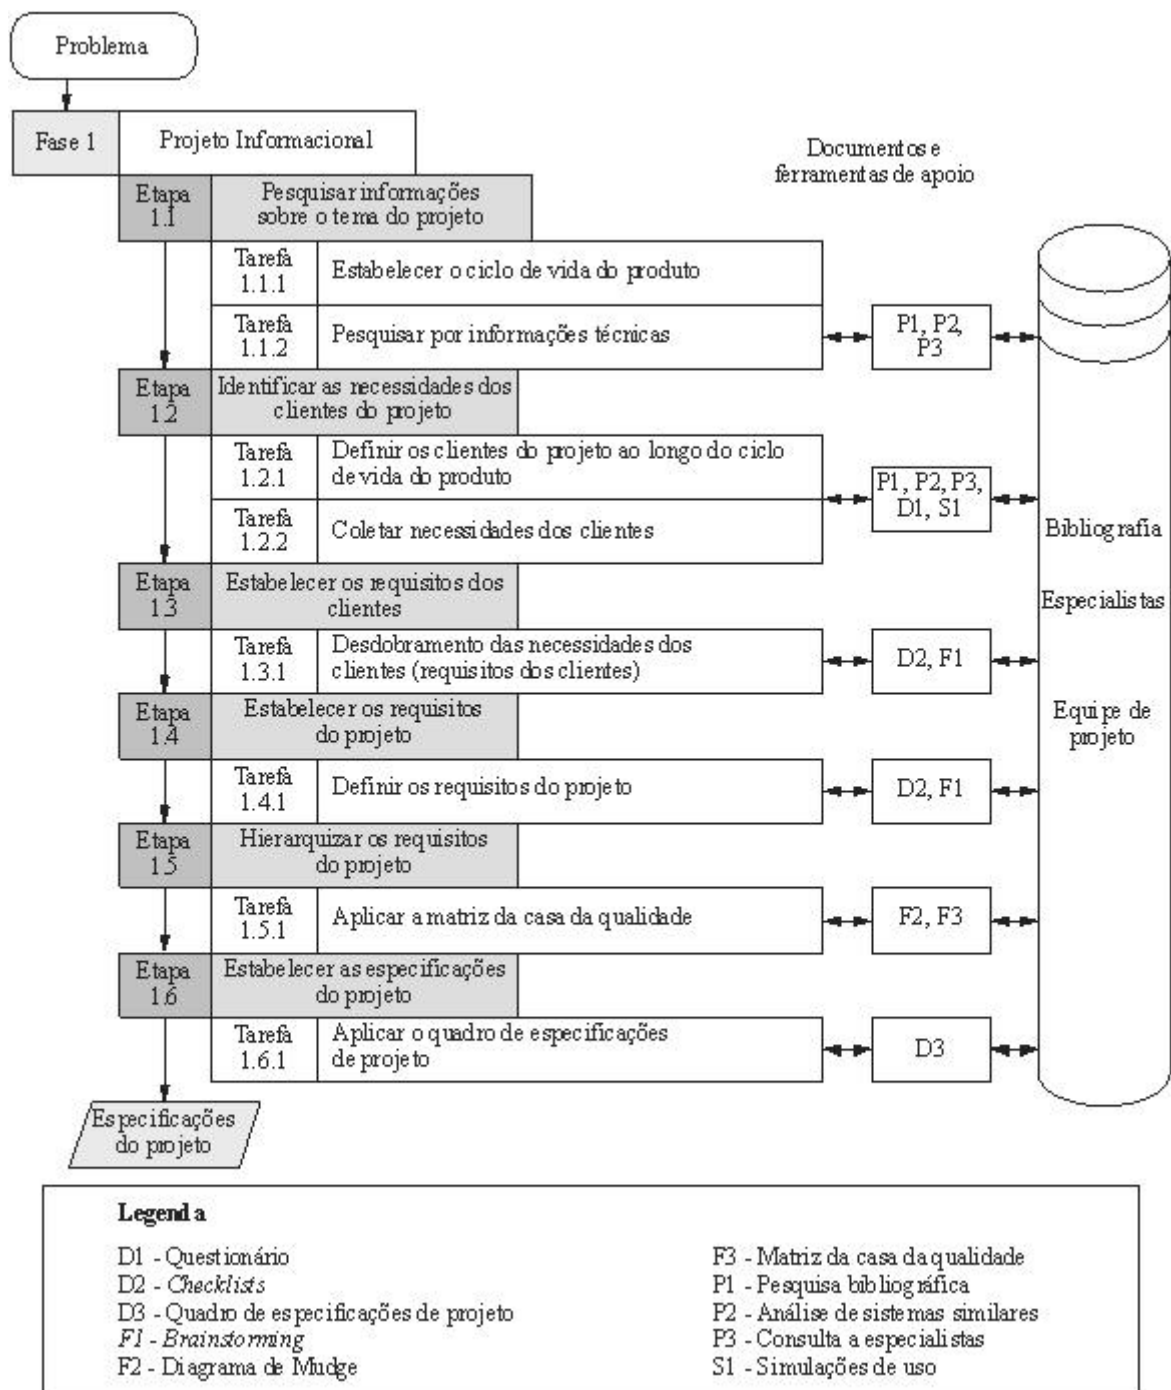 Problema
Fase 1
Projeto Informacional
Documentos e
ferramentas de apoio
Etapa
1.1
Pesquisar informações
sobre o tema do projeto
Tarefa
1.1.1
Estabelecer o ciclo de vida do produto
Tarefa
1.1.2
Pesquisar por informações técnicas
P1, P2,
P3
Etapa
1.2
Identificar as necessidades dos
clientes do projeto
Tarefa
1.2.1
Definir os clientes do projeto ao longo do ciclo
de vida do produto
Tarefa
1.2.2
Coletar necessidades dos clientes
P1, P2, P3,
D1, S1
Bibliografia
Especialistas
Equipe de
projeto
Etapa
1.3
Estabelecer os requisitos dos
clientes
Tarefa
1.3.1
Desdobramento das necessidades dos
clientes (requisitos dos clientes)
D2, F1
Etapa
1.4
Estabelecer os requisitos
do projeto
Tarefa
1.4.1
Definir os requisitos do projeto
D2, F1
Etapa
1.5
Hierarquizar os requisitos
do projeto
Tarefa
1.5.1
Aplicar a matriz da casa da qualidade
F2, F3
Etapa
1.6
Estabelecer as especificações
do projeto
Tarefa
1.6.1
Aplicar o quadro de especificações
de projeto
D3
Especificações
do projeto
Legenda
D1 - Questionário
D2 - Checklists
D3 - Quadro de especificações de projeto
F1 - Brainstorming
F2 - Diagrama de Mudge
F3 - Matriz da casa da qualidade
P1 - Pesquisa bibliográfica
P2 - Análise de sistemas similares
P3 - Consulta a especialistas
S1 - Simulações de uso